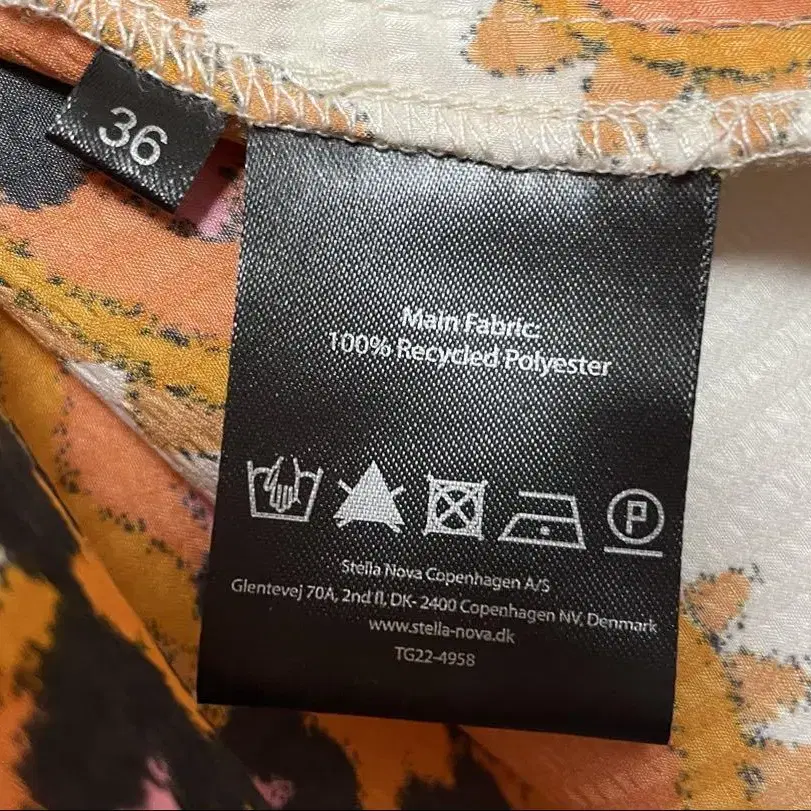 36
Main Fabric:
100% Recycled Polyester
P
Stella Nova Copenhagen A/S
Glentevej 70A, 2nd fl, DK- 2400 Copenhagen NV, Denmark
www.stella-nova.dk
TG22-4958